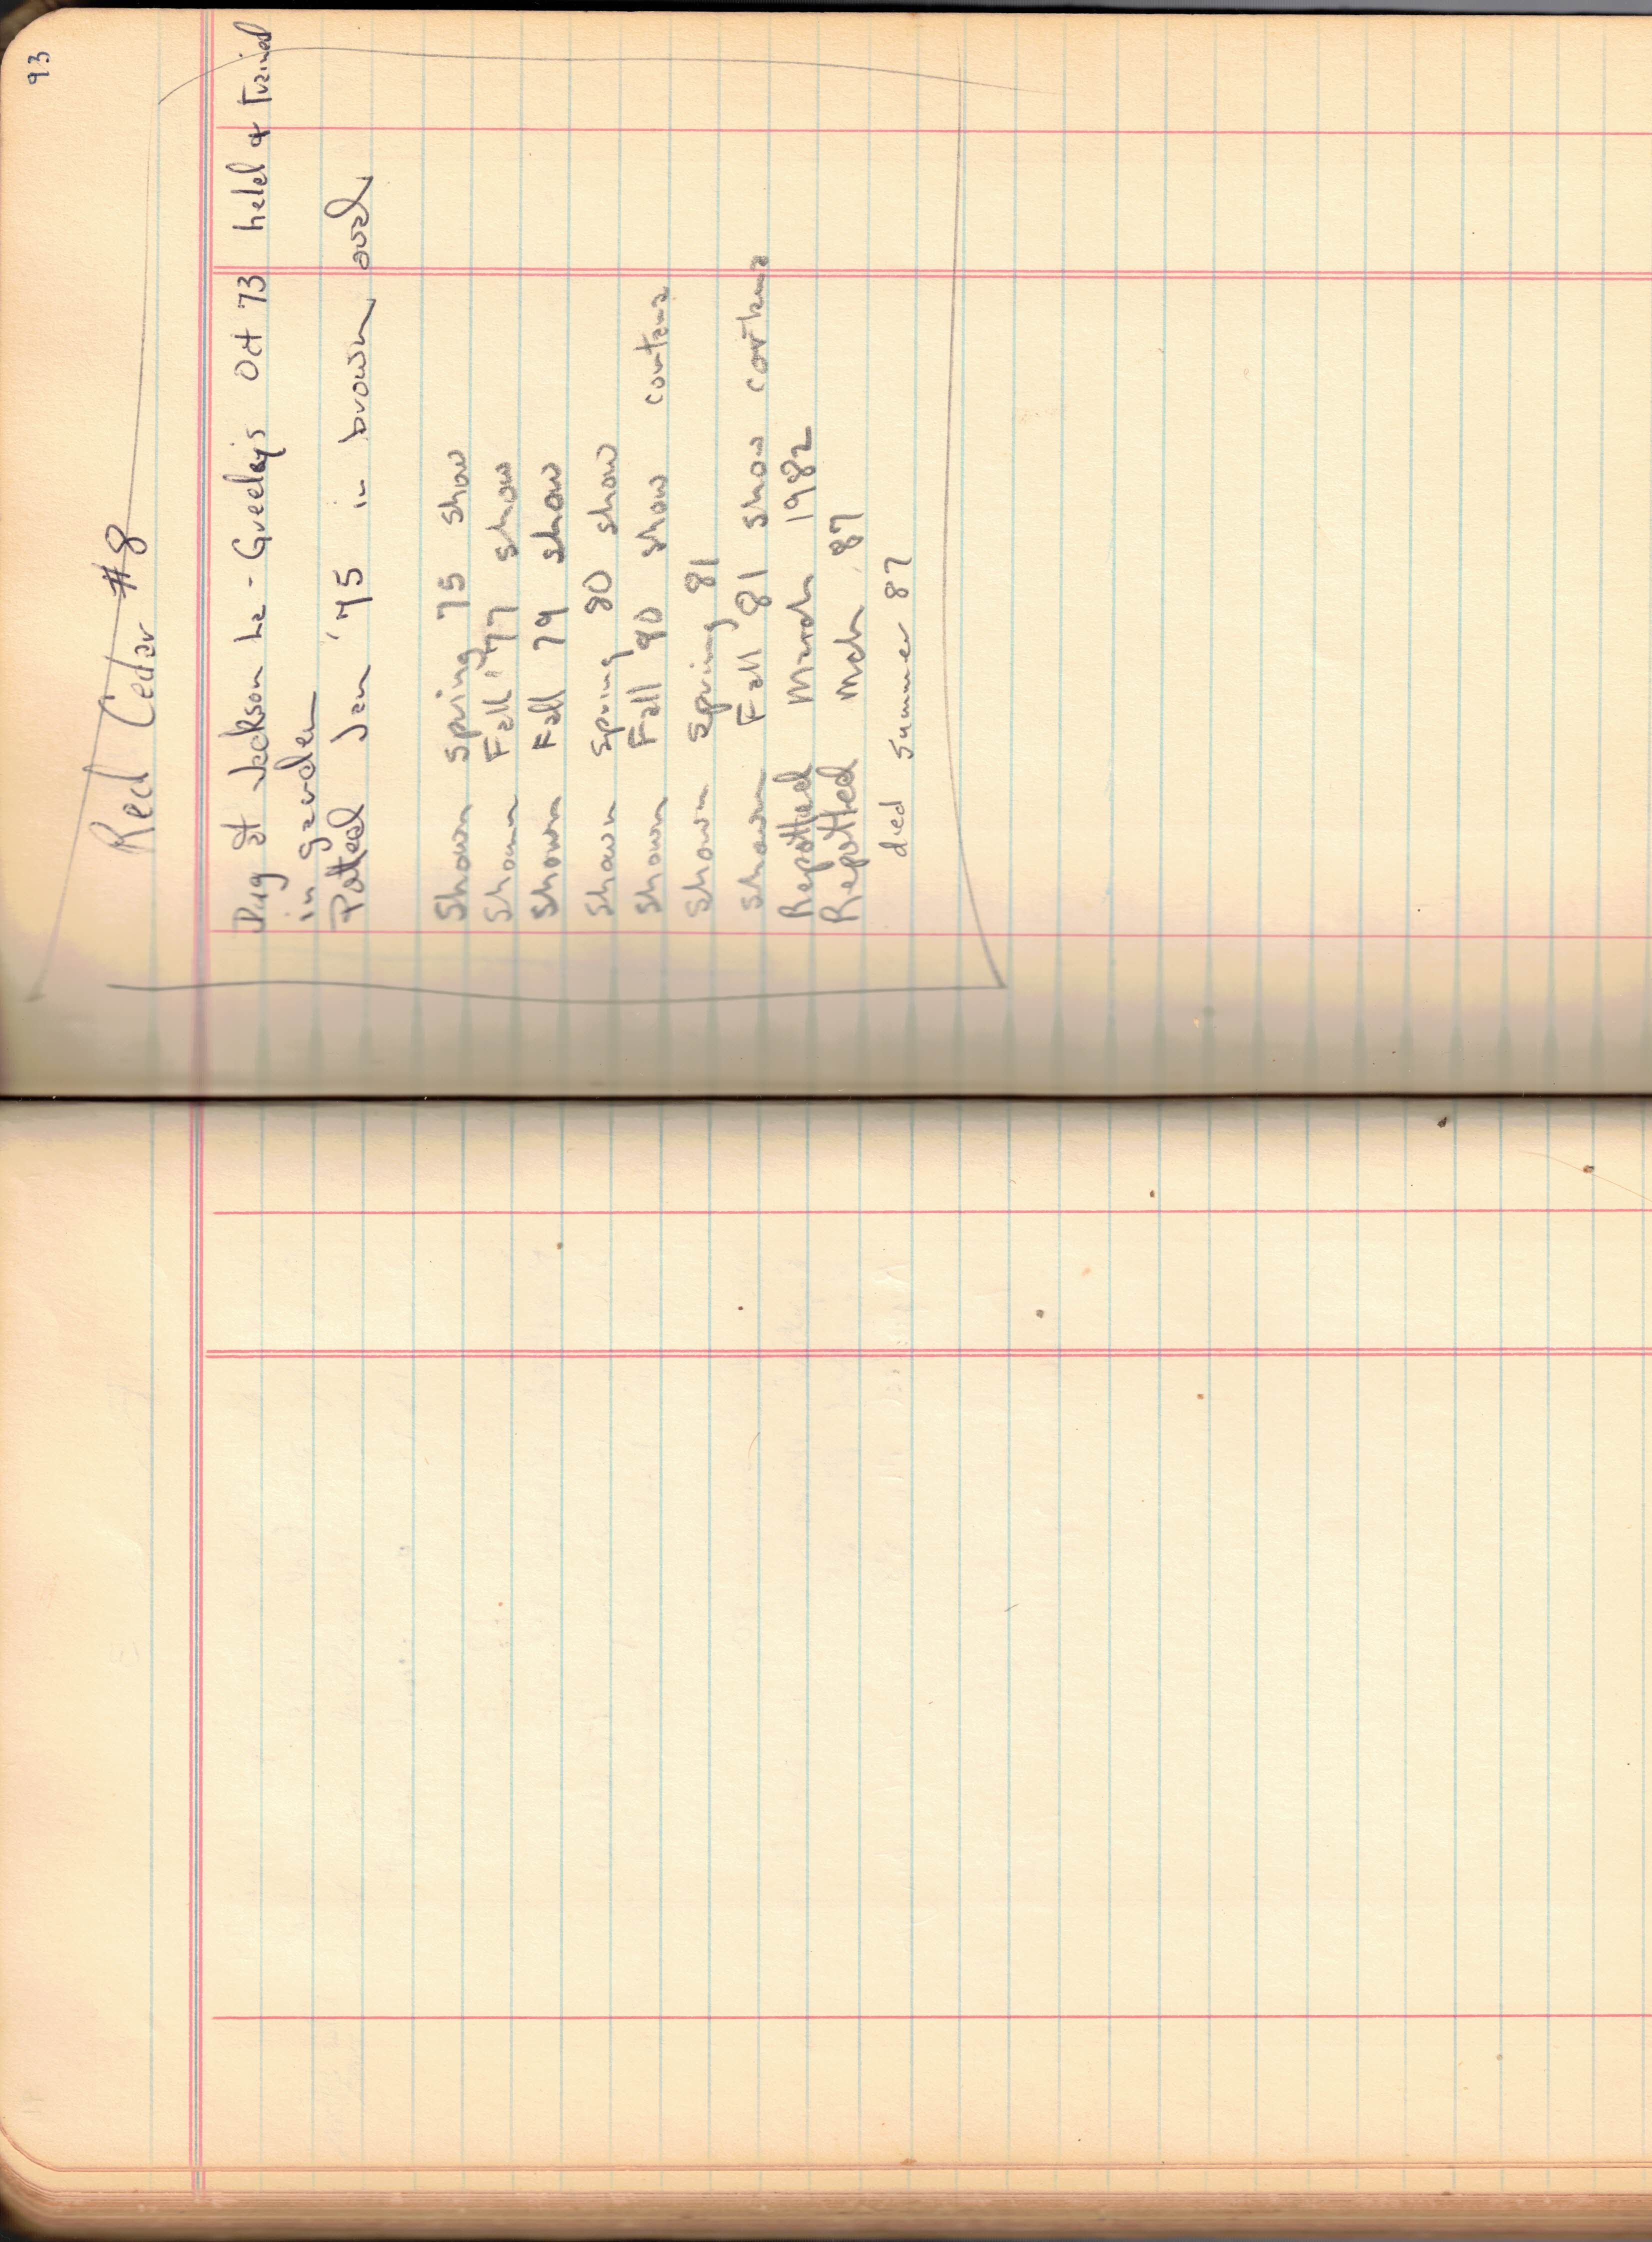 93
Red Cedar #8
Dug at Jackson La - Greeley's Oct 73 held & trained
in garden
Potted Jan '75 in brown oval
Shown spring 75 show
Shown Fall '77 show
Shown Fall 79 show
Shown spring 80 show
Shown Fall 80 show
Shown spring 81
Shown Fall 81 show
Repotted March 1982
Repotted Mch 87
died summer 87